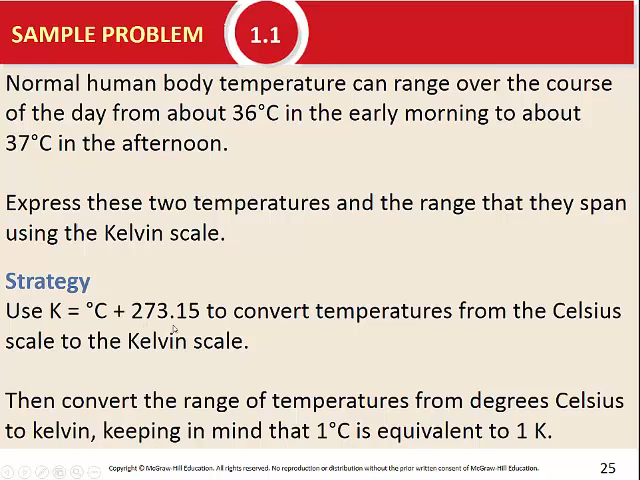 SAMPLE PROBLEM 1.1
Normal human body temperature can range over the course
of the day from about 36°C in the early morning to about
37°C in the afternoon.
Express these two temperatures and the range that they span
using the Kelvin scale.
Strategy
Use K = °C + 273.15 to convert temperatures from the Celsius
scale to the Kelvin scale.
Then convert the range of temperatures from degrees Celsius
to kelvin, keeping in mind that 1°C is equivalent to 1 K.
Copyright © McGraw-Hill Education. All rights reserved. No reproduction or distribution without the prior written consent of McGraw-Hill Education.
25